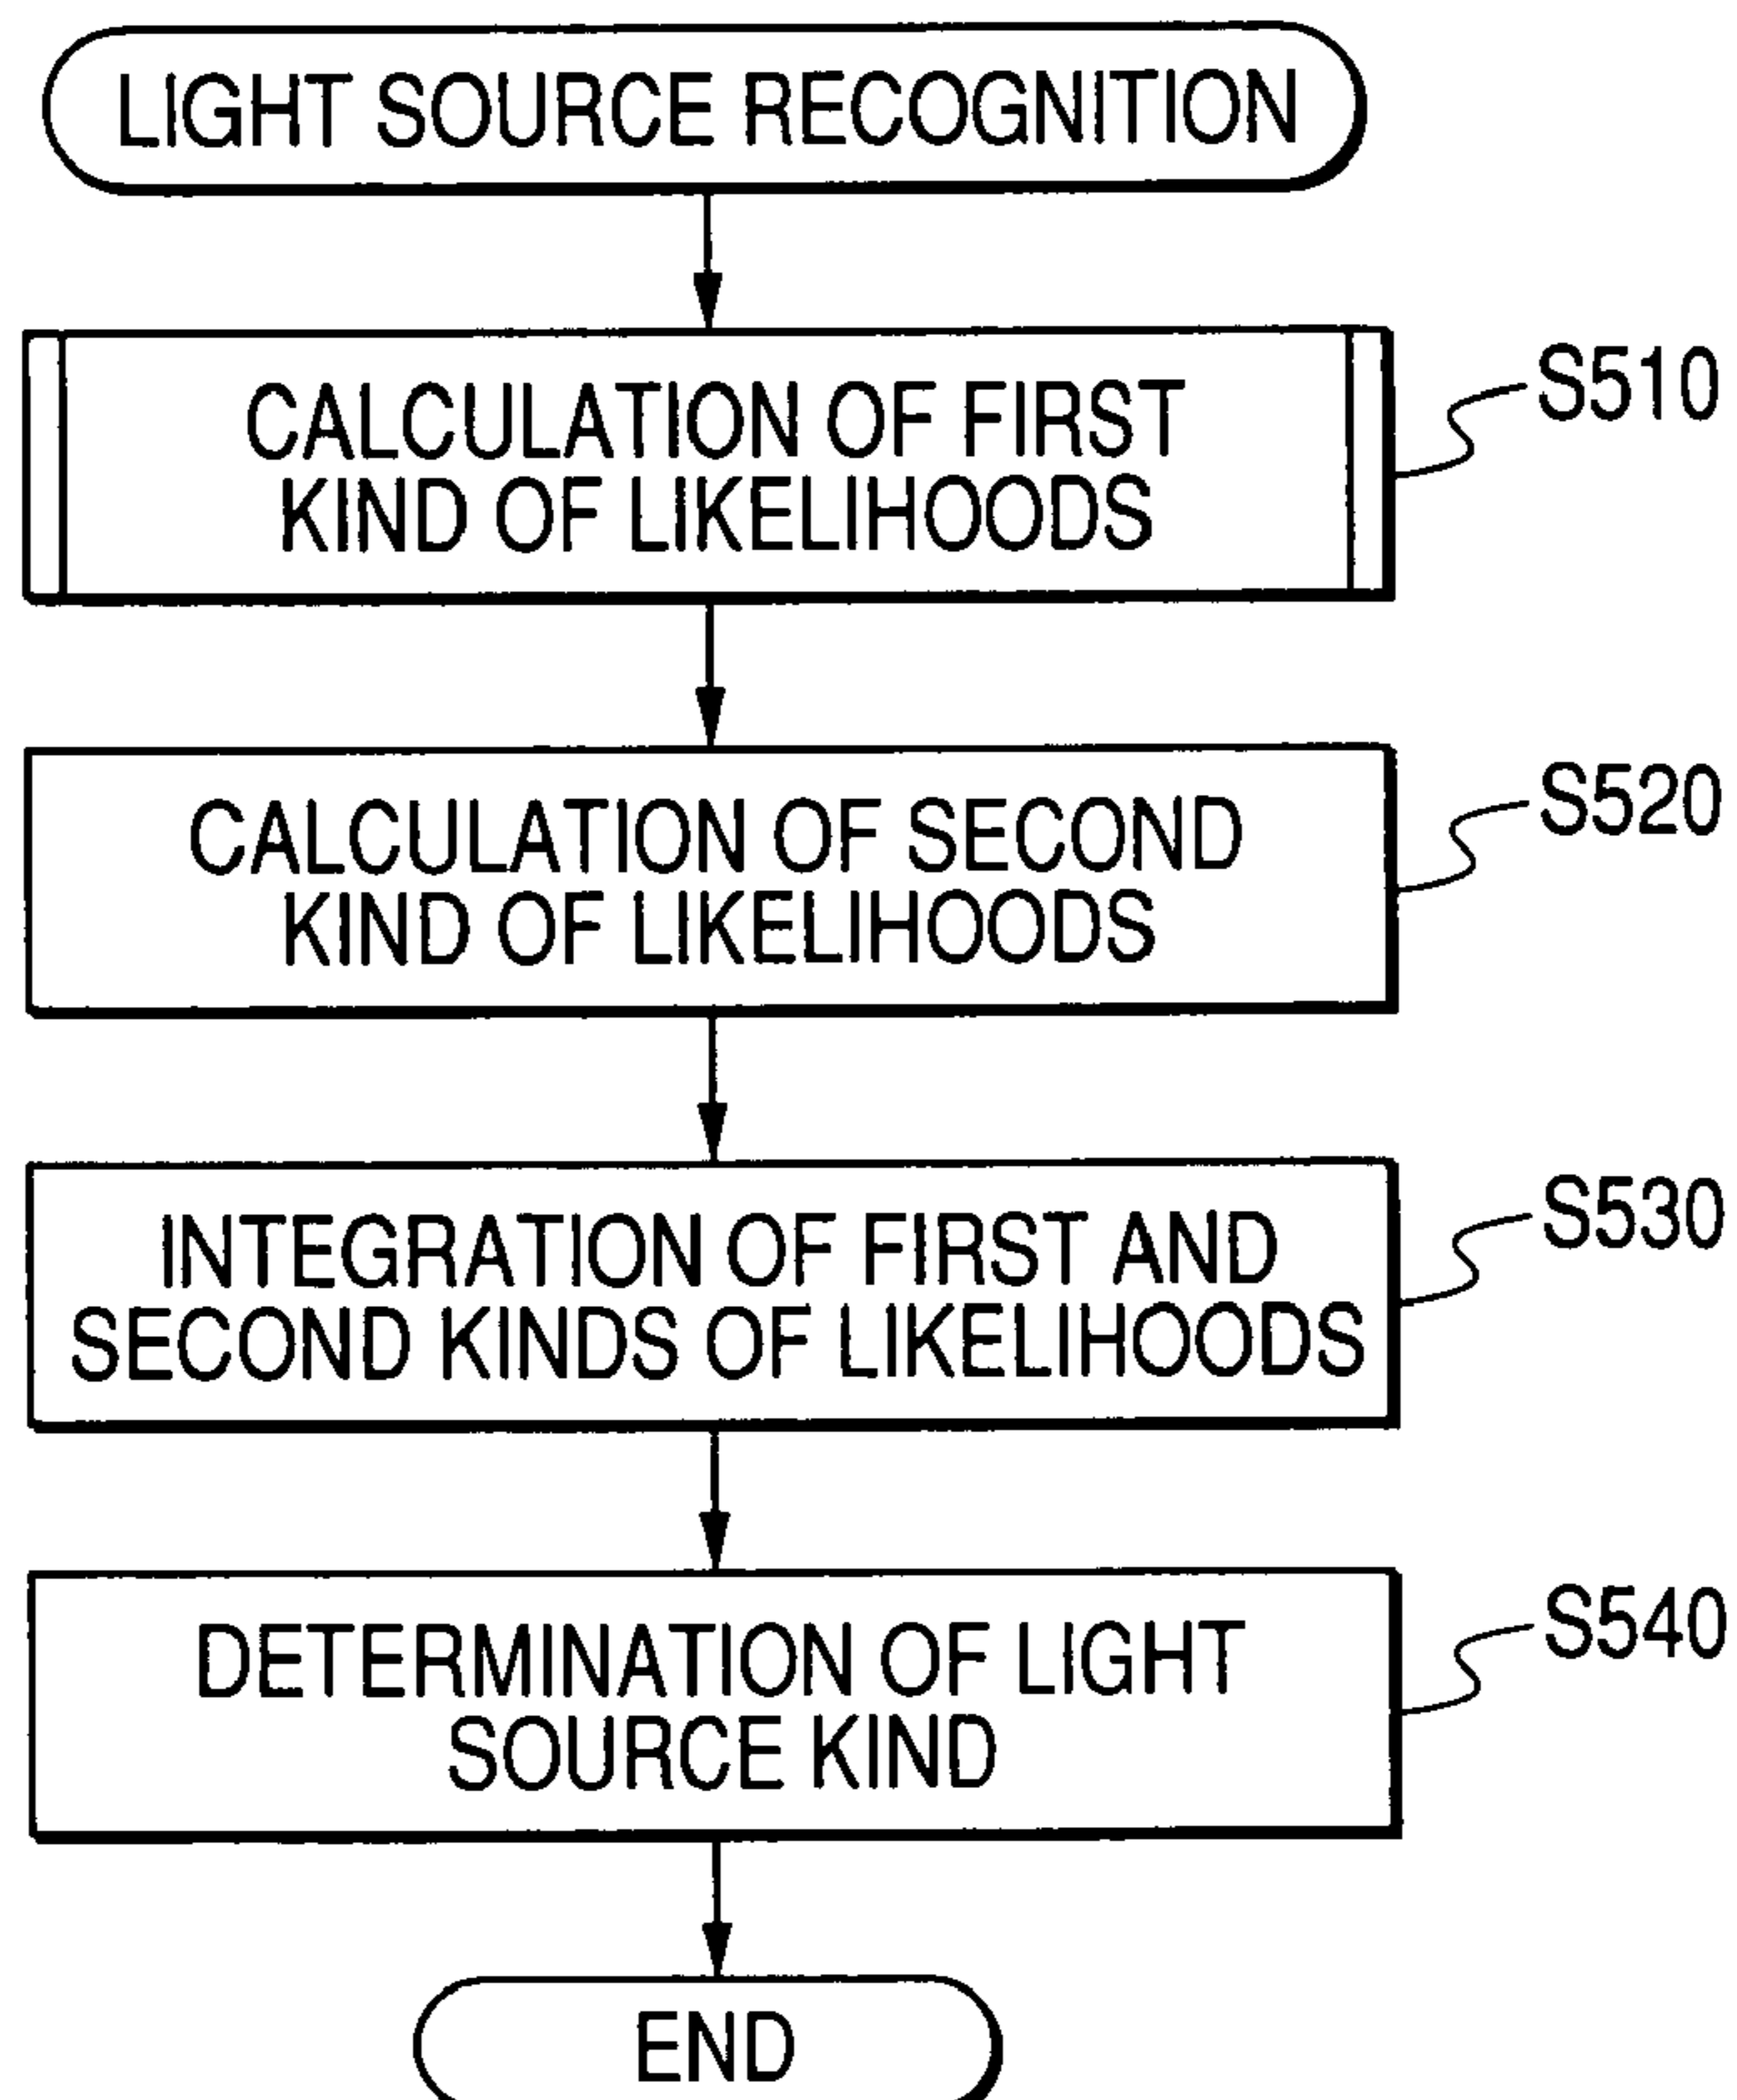 LIGHT SOURCE RECOGNITION
CALCULATION OF FIRST
KIND OF LIKELIHOODS
S510
CALCULATION OF SECOND
KIND OF LIKELIHOODS
S520
INTEGRATION OF FIRST AND
SECOND KINDS OF LIKELIHOODS
S530
DETERMINATION OF LIGHT
SOURCE KIND
S540
END